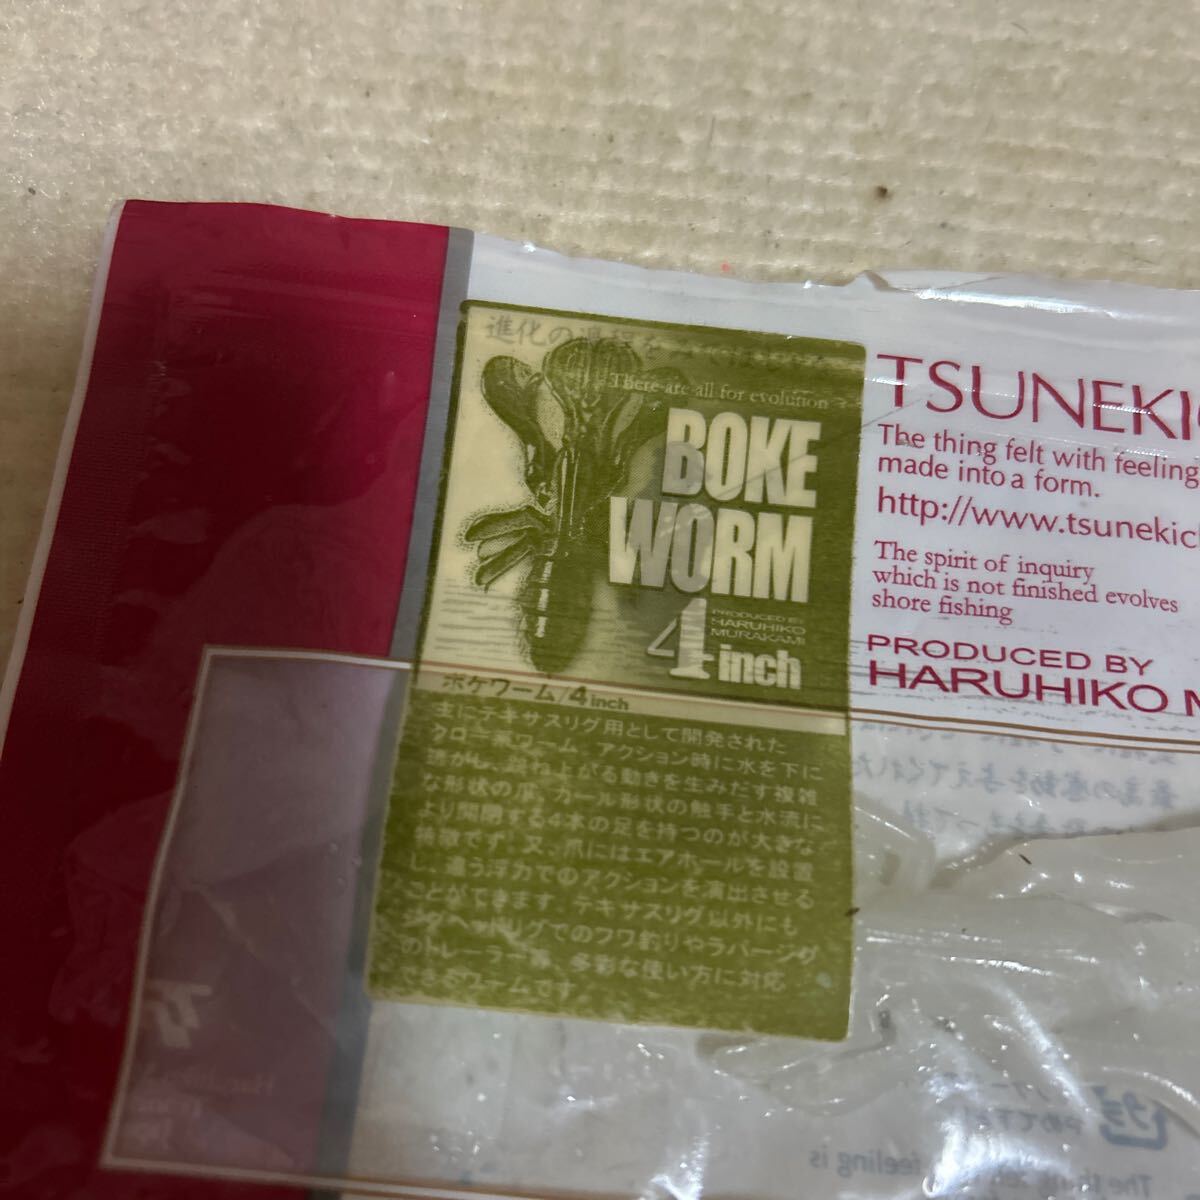 進化の過程を
There are all for evolution
BOKE
WORM
4 inch
PRODUCED BY
HARUHIKO
MURAKAMI
ボケワーム/4inch
主にテキサスリグ用として開発された
クロー系ワーム。アクション時に水を下に
逃がし、跳ね上がる動きを生みだす複雑
な形状の爪、カール形状の触手と水流に
より開閉する4本の足を持つのが大きな
特徴です。又、爪にはエアホールを設置
し、違う浮力でのアクションを演出させる
ことができます。テキサスリグ以外にも
ジグヘッドリグでのフワ釣りやラバージグ
のトレーラー等、多彩な使い方に対応
できるワームです。
TSUNEKI
The thing felt with feeling
made into a form.
http://www.tsunekic
The spirit of inquiry
which is not finished evolves
shore fishing
PRODUCED BY
HARUHIKO M
feeling is